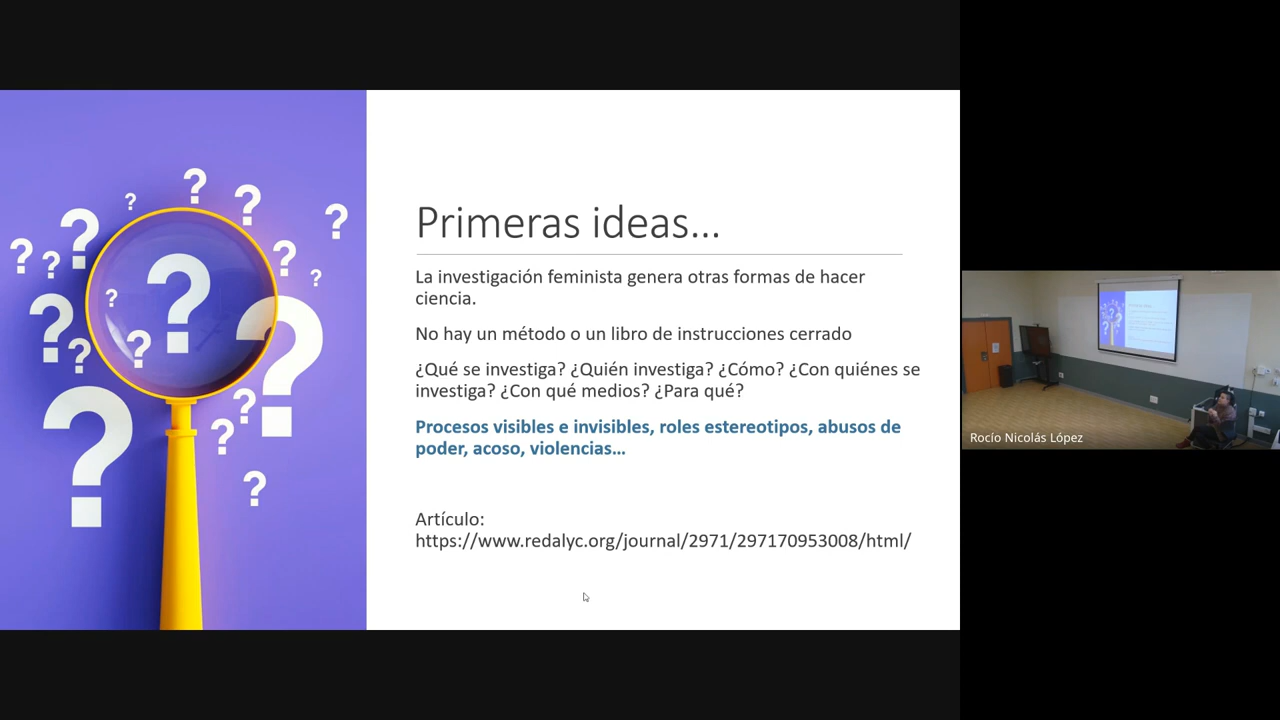 Primeras ideas...
La investigación feminista genera otras formas de hacer
ciencia.
No hay un método o un libro de instrucciones cerrado
¿Qué se investiga? ¿Quién investiga? ¿Cómo? ¿Con quiénes se
investiga? ¿Con qué medios? ¿Para qué?
Procesos visibles e invisibles, roles estereotipos, abusos de
poder, acoso, violencias...
Artículo:
https://www.redalyc.org/journal/2971/297170953008/html/
Rocío Nicolás López